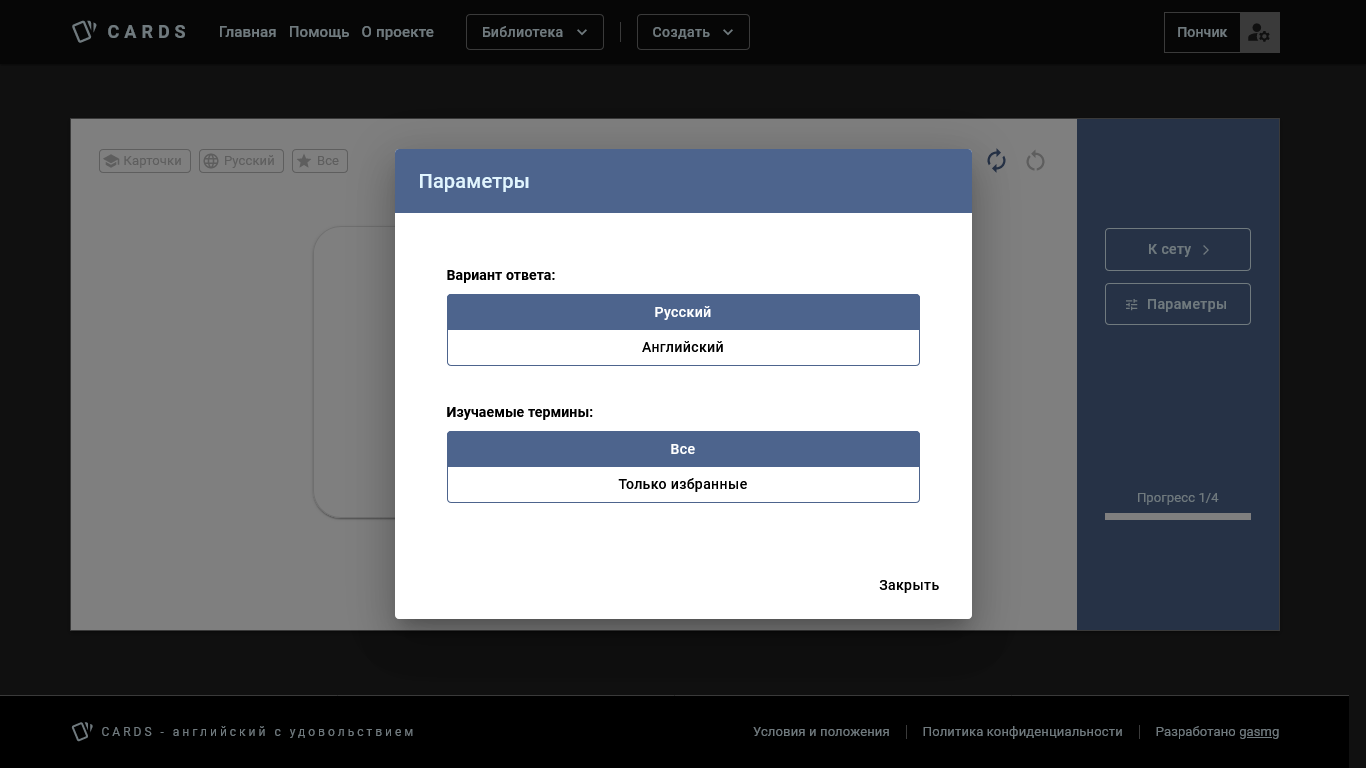 CARDS Главная Помощь О проекте Библиотека Создать Пончик
Карточки Русский Все
Параметры
Вариант ответа:
Русский
Английский
Изучаемые термины:
Все
Только избранные
Закрыть
К сету
Параметры
Прогресс 1/4
CARDS - английский с удовольствием Условия и положения Политика конфиденциальности Разработано gasmg